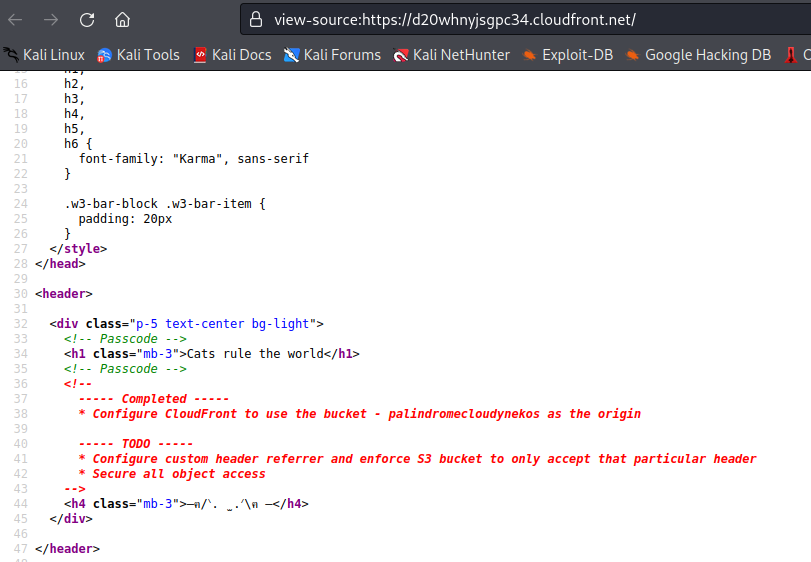 view-source:https://d20whnyjsgpc34.cloudfront.net/
Kali Linux Kali Tools Kali Docs Kali Forums Kali NetHunter Exploit-DB Google Hacking DB
15 h1,
16 h2,
17 h3,
18 h4,
19 h5,
20 h6 {
21 font-family: "Karma", sans-serif
22 }
23
24 .w3-bar-block .w3-bar-item {
25 padding: 20px
26 }
27 </style>
28 </head>
29
30 <header>
31
32 <div class="p-5 text-center bg-light">
33 <!-- Passcode -->
34 <h1 class="mb-3">Cats rule the world</h1>
35 <!-- Passcode -->
36 <!--
37 ----- Completed -----
38 * Configure CloudFront to use the bucket - palindromecloudynekos as the origin
39
40 ----- TODO -----
41 * Configure custom header referrer and enforce S3 bucket to only accept that particular header
42 * Secure all object access
43 -->
44 <h4 class="mb-3">—ฅ/ᐠ. ̫ .ᐟ\ฅ —</h4>
45 </div>
46
47 </header>